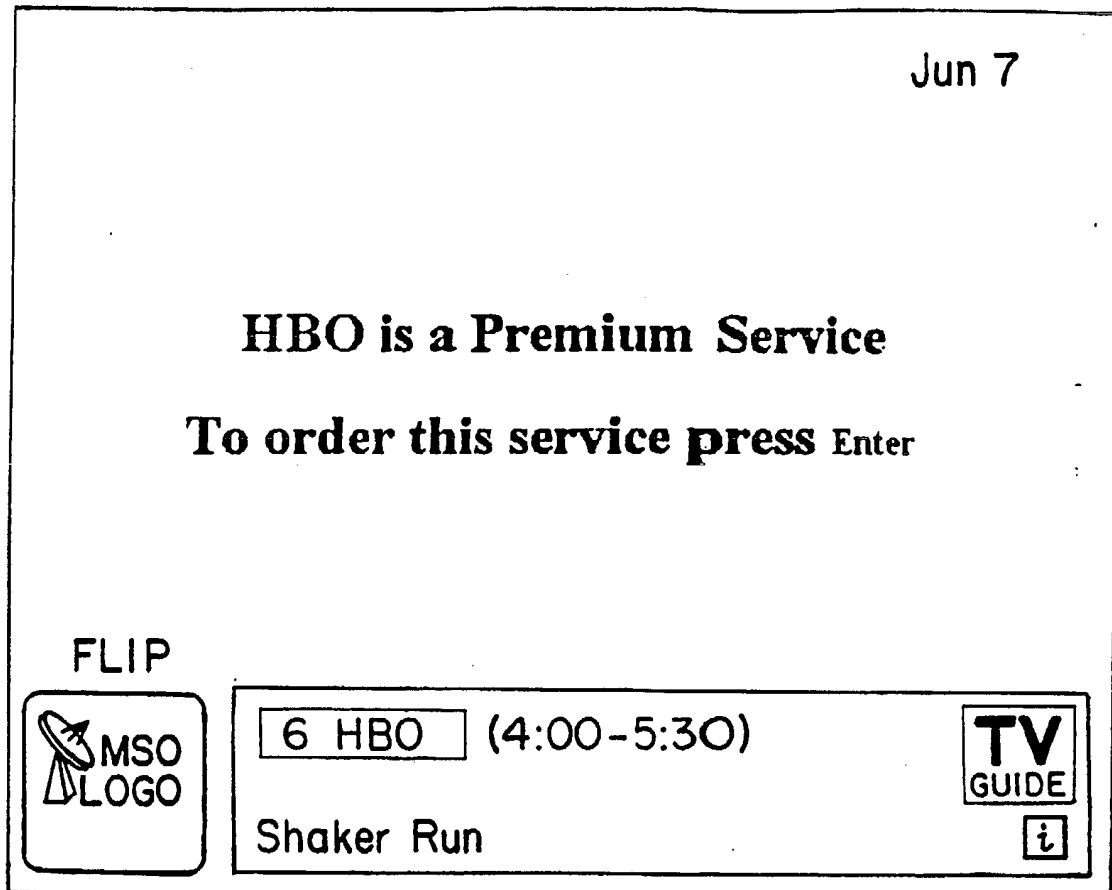 Jun 7
HBO is a Premium Service
To order this service press Enter
FLIP
MSO
LOGO
6 HBO (4:00-5:30)
TV
GUIDE
Shaker Run
i